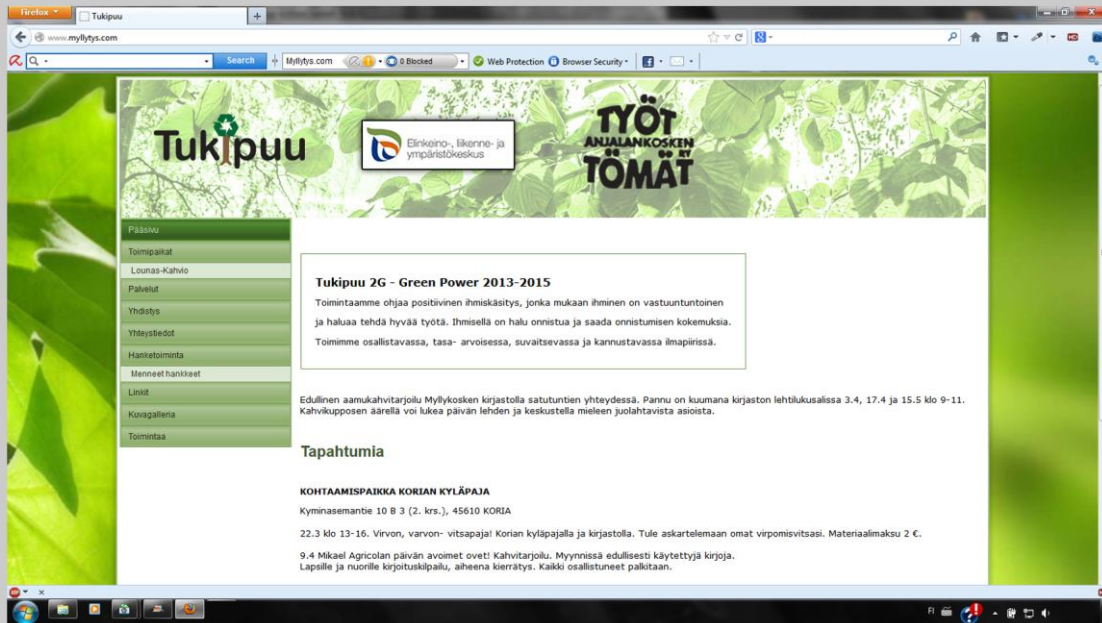 Firefox
Tukipuu
www.myllytys.com
Search
Myllytys.com
0 Blocked
Web Protection
Browser Security
Tukipuu
Elinkeino-, liikenne- ja
ympäristökeskus
TYÖT
ANJALANKOSKEN
TÖMÄT
RY
Pääsivu
Toimipaikat
Lounas-Kahvio
Palvelut
Yhdistys
Yhteystiedot
Hanketoiminta
Menneet hankkeet
Linkit
Kuvagalleria
Toimintaa
Tukipuu 2G - Green Power 2013-2015
Toimintaamme ohjaa positiivinen ihmiskäsitys, jonka mukaan ihminen on vastuuntuntoinen
ja haluaa tehdä hyvää työtä. Ihmisellä on halu onnistua ja saada onnistumisen kokemuksia.
Toimimme osallistavassa, tasa- arvoisessa, suvaitsevassa ja kannustavassa ilmapiirissä.
Edullinen aamukahvitarjoilu Myllykosken kirjastolla satutuntien yhteydessä. Pannu on kuumana kirjaston lehtilukusalissa 3.4, 17.4 ja 15.5 klo 9-11.
Kahvikupposen äärellä voi lukea päivän lehden ja keskustella mieleen juolahtavista asioista.
Tapahtumia
KOHTAAMISPAIKKA KORIAN KYLÄPAJA
Kyminasemantie 10 B 3 (2. krs.), 45610 KORIA
22.3 klo 13-16. Virvon, varvon- vitsapaja! Korian kyläpajalla ja kirjastolla. Tule askartelemaan omat virpomisvitsasi. Materiaalimaksu 2 €.
9.4 Mikael Agricolan päivän avoimet ovet! Kahvitarjoilu. Myynnissä edullisesti käytettyjä kirjoja.
Lapsille ja nuorille kirjoituskilpailu, aiheena kierrätys. Kaikki osallistuneet palkitaan.
FI